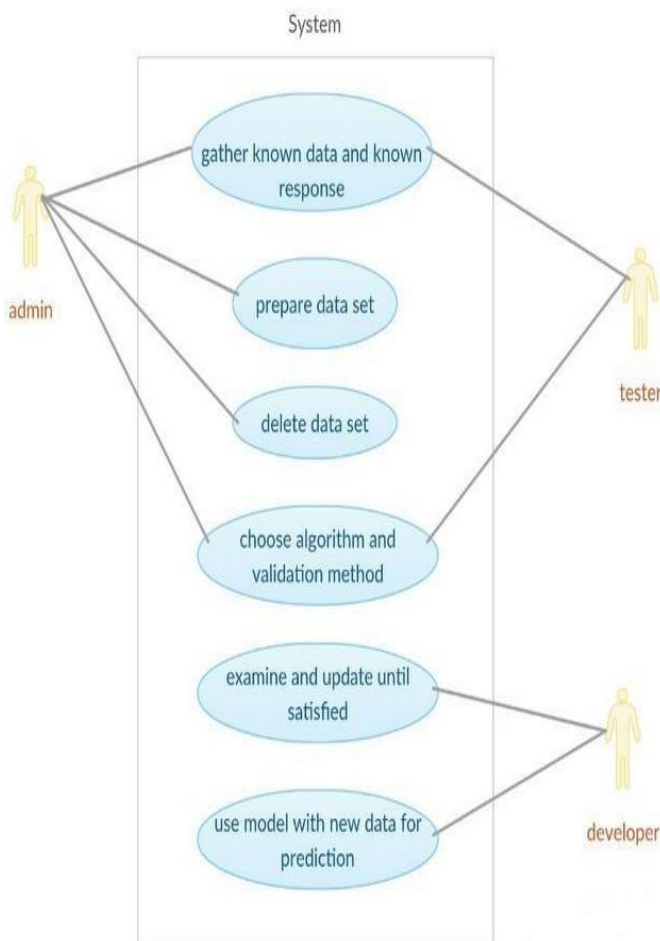 System
gather known data and known
response
admin
prepare data set
tester
delete data set
choose algorithm and
validation method
examine and update until
satisfied
use model with new data for
prediction
developer